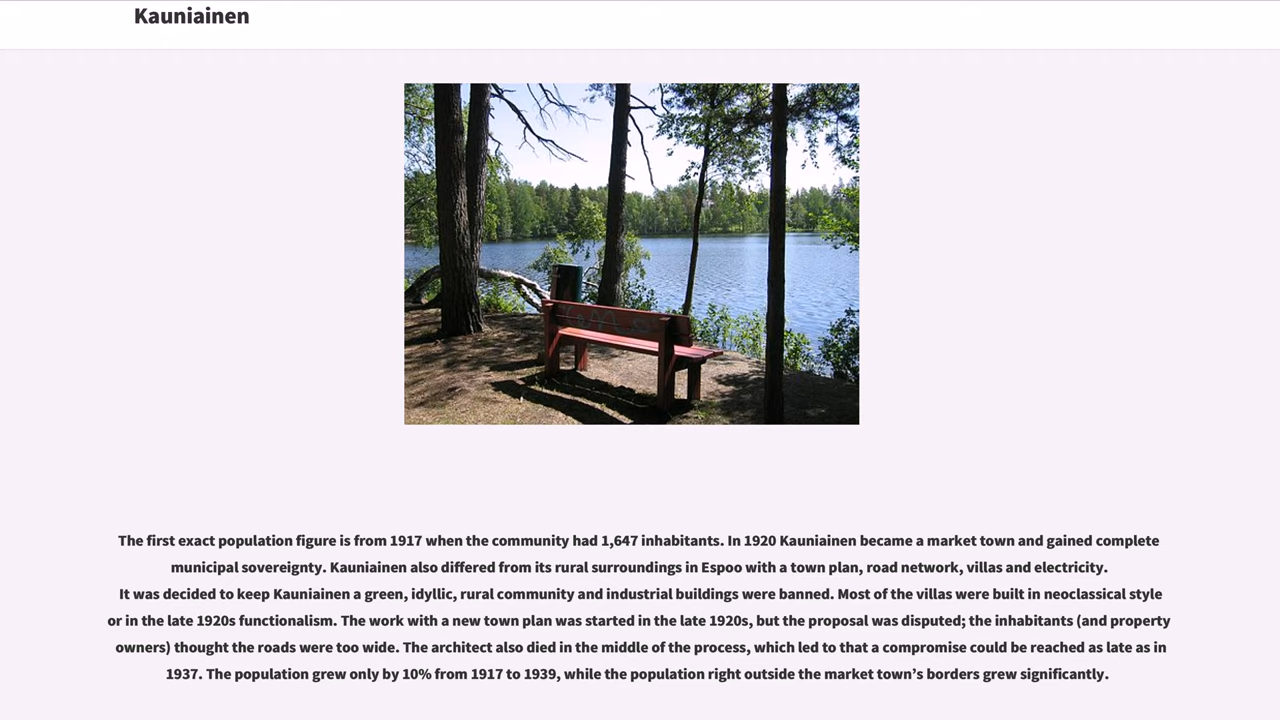 Kauniainen
The first exact population figure is from 1917 when the community had 1,647 inhabitants. In 1920 Kauniainen became a market town and gained complete
municipal sovereignty. Kauniainen also differed from its rural surroundings in Espoo with a town plan, road network, villas and electricity.
It was decided to keep Kauniainen a green, idyllic, rural community and industrial buildings were banned. Most of the villas were built in neoclassical style
or in the late 1920s functionalism. The work with a new town plan was started in the late 1920s, but the proposal was disputed; the inhabitants (and property
owners) thought the roads were too wide. The architect also died in the middle of the process, which led to that a compromise could be reached as late as in
1937. The population grew only by 10% from 1917 to 1939, while the population right outside the market town’s borders grew significantly.